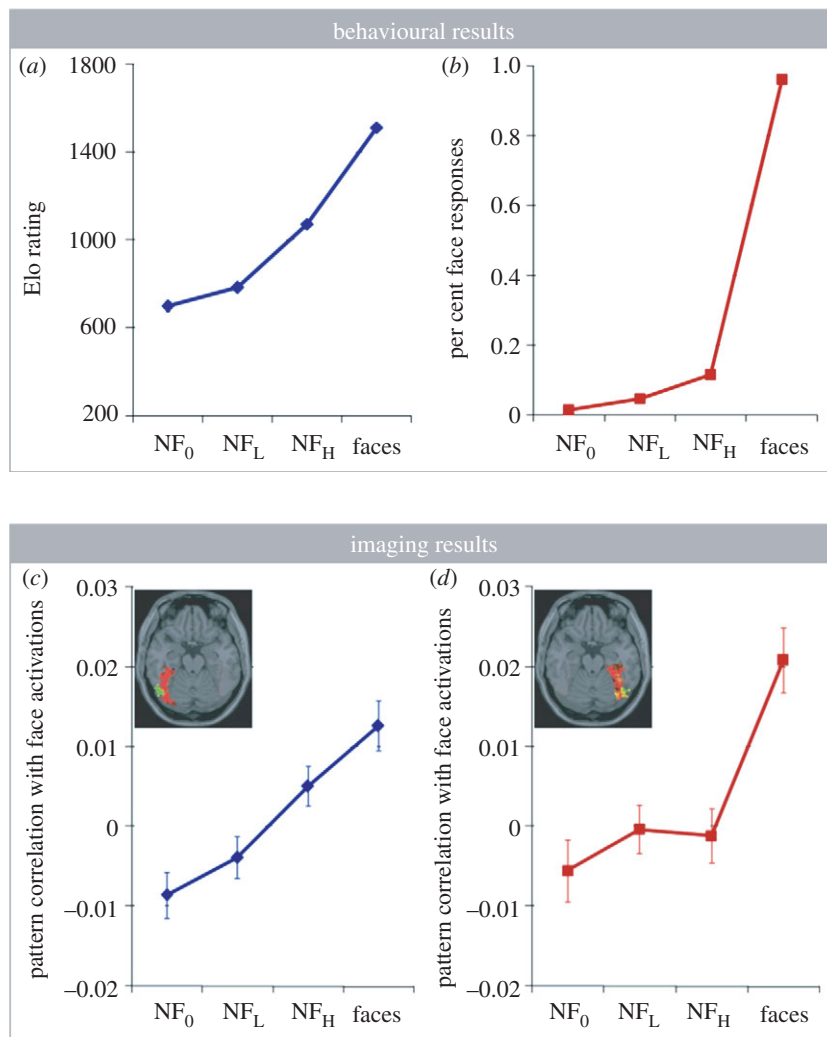 behavioural results
(a)
1800
1400
1000
600
200
Elo rating
NF0 NFL NFH faces
(b)
1.0
0.8
0.6
0.4
0.2
0
per cent face responses
NF0 NFL NFH faces
imaging results
(c)
0.03
0.02
0.01
0
–0.01
–0.02
pattern correlation with face activations
NF0 NFL NFH faces
(d)
0.03
0.02
0.01
0
–0.01
–0.02
pattern correlation with face activations
NF0 NFL NFH faces